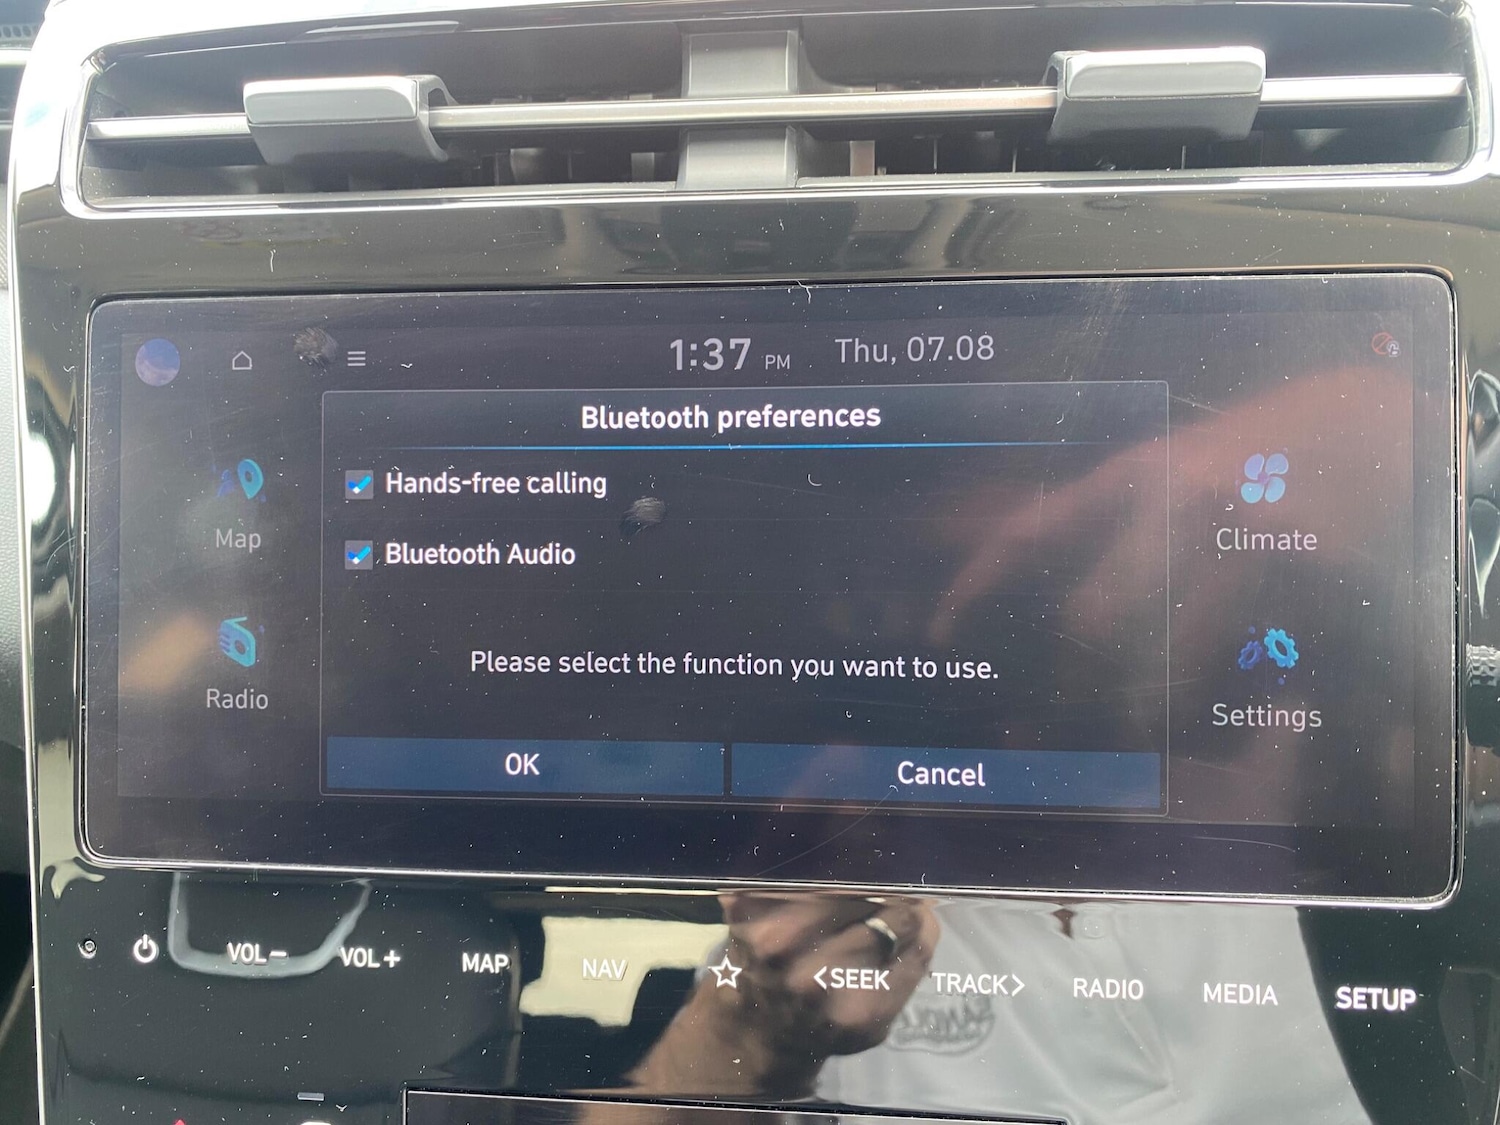 1:37 PM Thu, 07.08
Bluetooth preferences
Hands-free calling
Bluetooth Audio
Map
Climate
Please select the function you want to use.
Radio
Settings
OK
Cancel
VOL−
VOL+
MAP
NAV
<SEEK
TRACK>
RADIO
MEDIA
SETUP